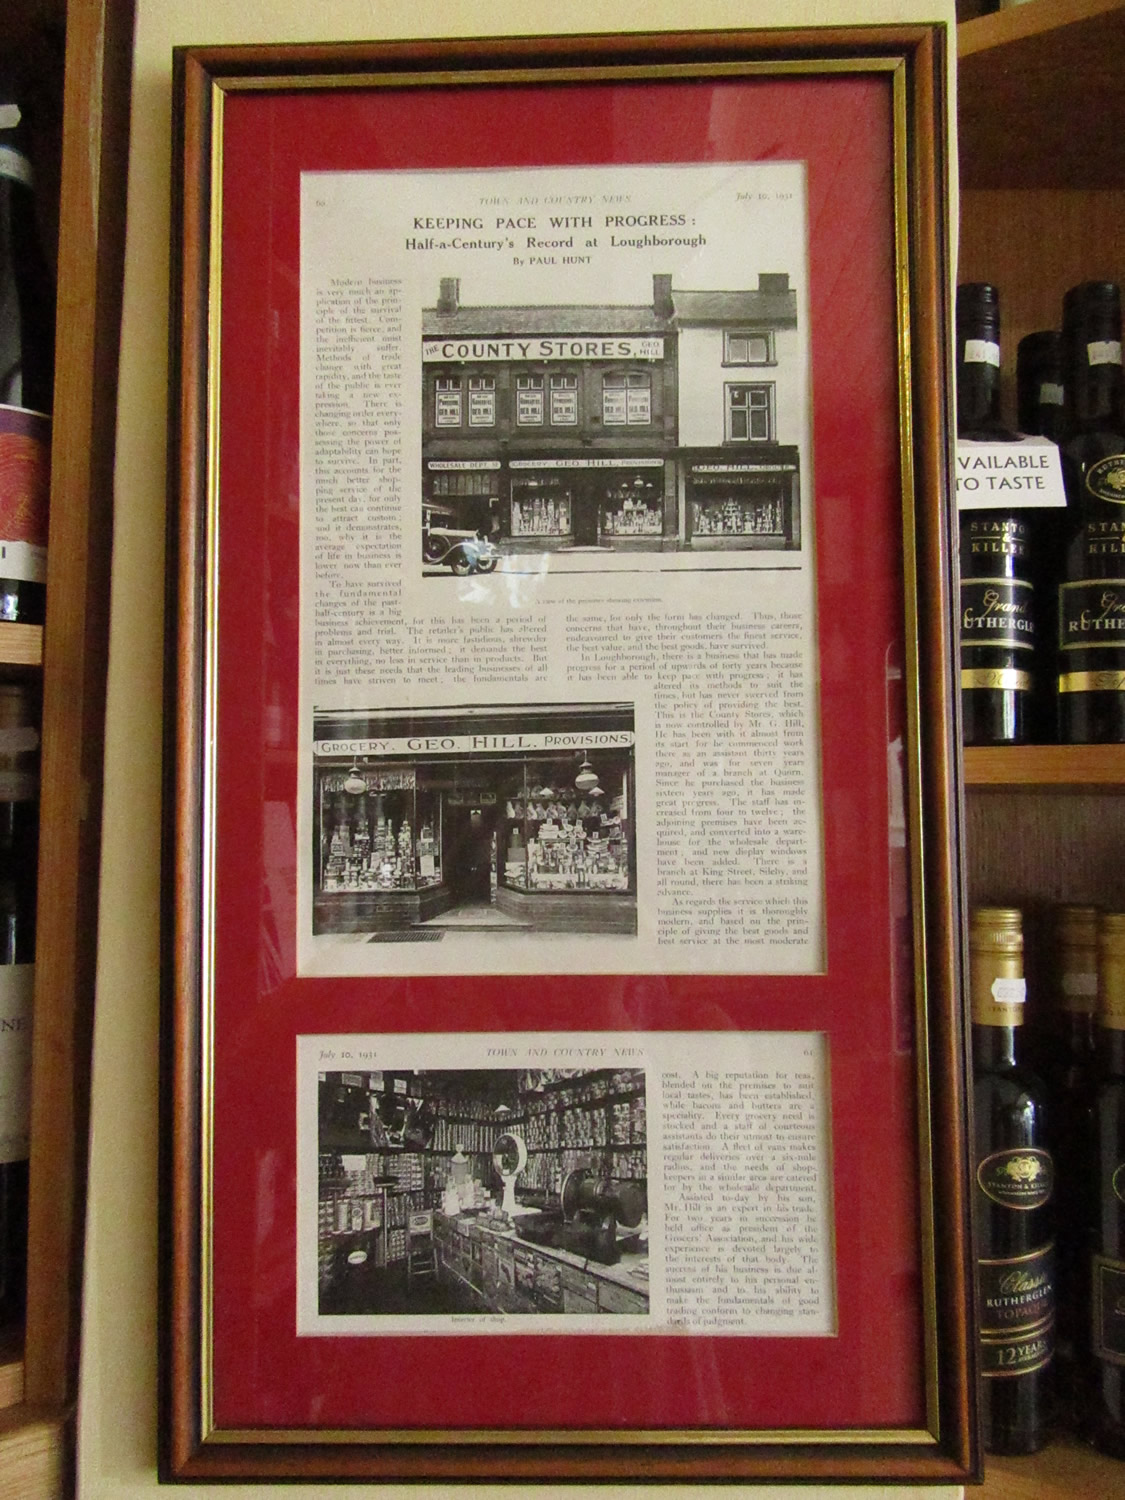 60 TOWN AND COUNTRY NEWS July 10, 1931
KEEPING PACE WITH PROGRESS :
Half-a-Century's Record at Loughborough
By PAUL HUNT
Modern business
is very much an ap-
plication of the prin-
ciple of the survival
of the fittest. Com-
petition is fierce, and
the inefficient must
inevitably suffer.
Methods of trade
change with great
rapidity, and the taste
of the public is ever
taking a new ex-
pression. There is
changing order every-
where, so that only
those concerns pos-
sessing the power of
adaptability can hope
to survive. In part,
this accounts for the
much better shop-
ping service of the
present day, for only
the best can continue
to attract custom ;
and it demonstrates,
too, why it is the
average expectation
of life in business is
lower now than ever
before.
To have survived
the fundamental
changes of the past
half-century is a big
business achievement, for this has been a period of
problems and trial. The retailer's public has altered
in almost every way. It is more fastidious, shrewder
in purchasing, better informed ; it demands the best
in everything, no less in service than in products. But
it is just these needs that the leading businesses of all
times have striven to meet ; the fundamentals are
THE COUNTY STORES, GEO HILL
WHOLESALE DEPT.
GROCERY GEO HILL, PROVISIONS
GEO. HILL
A view of the premises showing extension.
the same, for only the form has changed. Thus, those
concerns that have, throughout their business careers,
endeavoured to give their customers the finest service,
the best value, and the best goods, have survived.
In Loughborough, there is a business that has made
progress for a period of upwards of forty years because
it has been able to keep pace with progress ; it has
altered its methods to suit the
times, but has never swerved from
the policy of providing the best.
This is the County Stores, which
is now controlled by Mr. G. Hill.
He has been with it almost from
its start for he commenced work
there as an assistant thirty years
ago, and was for seven years
manager of a branch at Quorn.
Since he purchased the business
sixteen years ago, it has made
great progress. The staff has in-
creased from four to twelve ; the
adjoining premises have been ac-
quired, and converted into a ware-
house for the wholesale depart-
ment ; and new display windows
have been added. There is a
branch at King Street, Sileby, and
all round, there has been a striking
advance.
As regards the service which this
business supplies it is thoroughly
modern, and based on the prin-
ciple of giving the best goods and
best service at the most moderate
GROCERY. GEO. HILL. PROVISIONS.
July 10, 1931 TOWN AND COUNTRY NEWS 61
cost. A big reputation for teas,
blended on the premises to suit
local tastes, has been established,
while bacons and butters are a
speciality. Every grocery need is
stocked and a staff of courteous
assistants do their utmost to ensure
satisfaction. A fleet of vans makes
regular deliveries over a six-mile
radius, and the needs of shop-
keepers in a similar area are catered
for by the wholesale department.
Assisted to-day by his son,
Mr. Hill is an expert in his trade.
For two years in succession he
held office as president of the
Grocers' Association, and his wide
experience is devoted largely to
the interests of that body. The
success of his business is due al-
most entirely to his personal en-
thusiasm and to his ability to
make the fundamentals of good
trading conform to changing stan-
dards of judgment.
Interior of shop.
VAILABLE
TO TASTE
STANTO
&
KILLE
Grand
UTHERGLE
STAN
&
KILL
Gr
RUTHE
STANTON & KILLE
Classic
RUTHERGLEN
TOPAQUE
12 YEAR